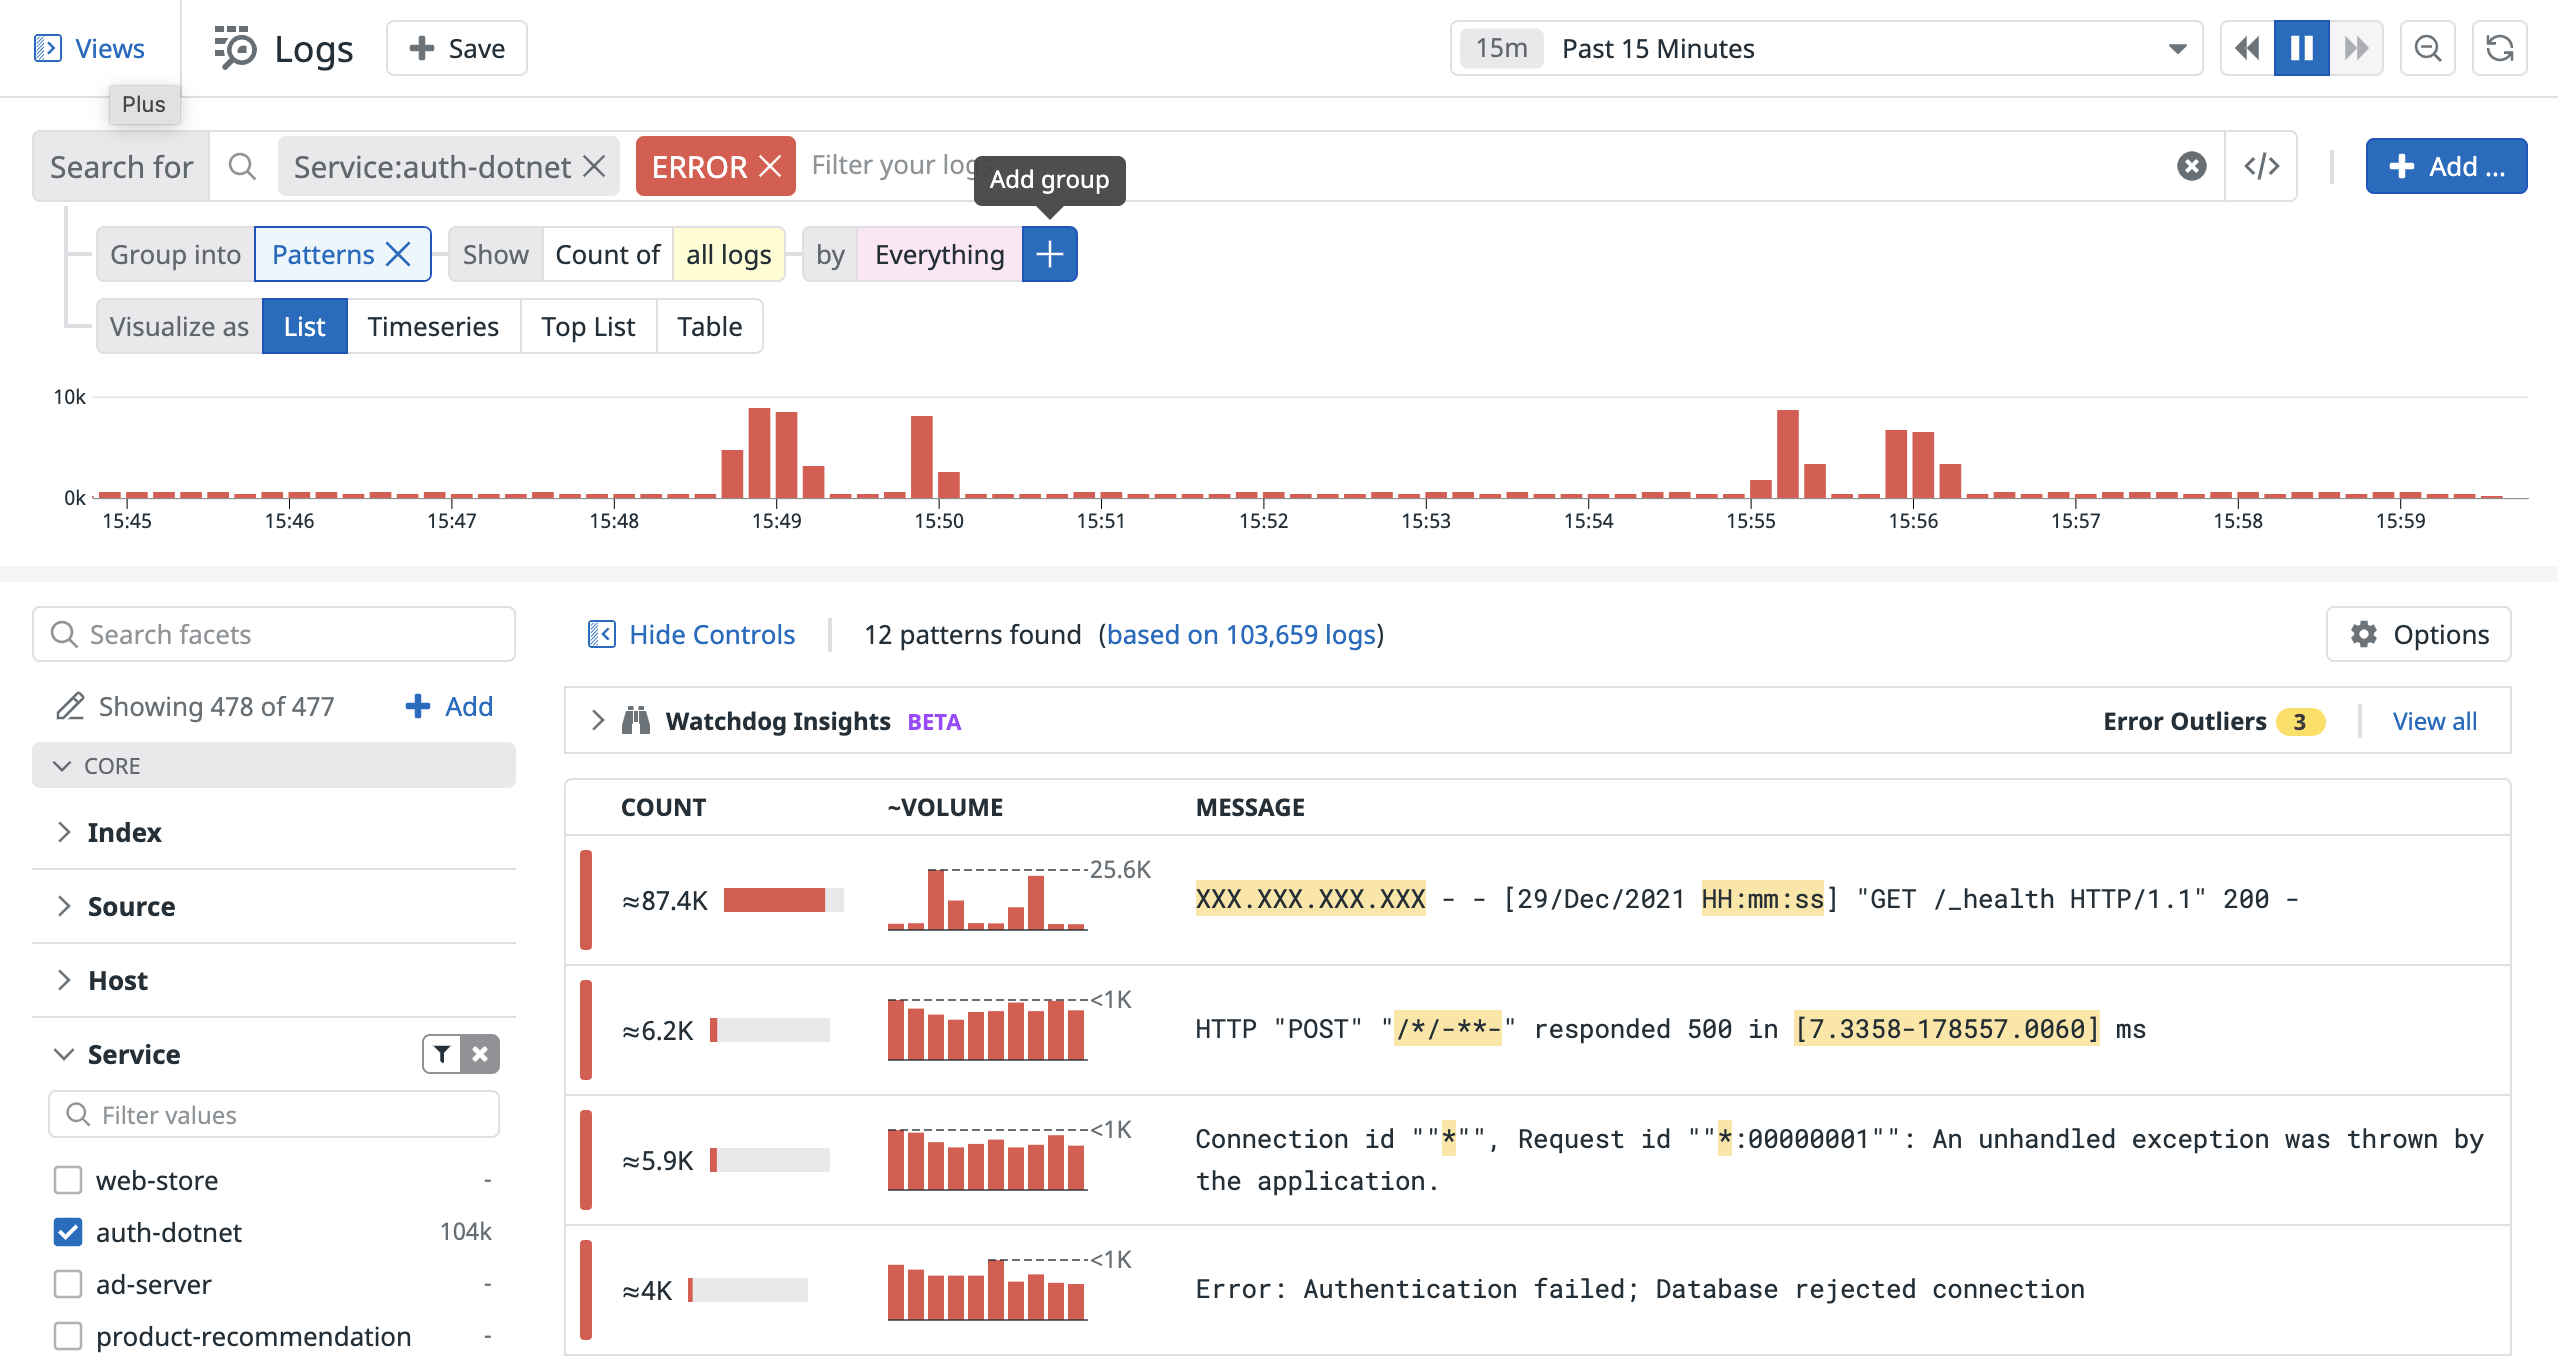 Views
Logs
Save
15m Past 15 Minutes
Plus
Search for Service:auth-dotnet ERROR Filter your log
Add ...
Add group
Group into Patterns Show Count of all logs by Everything
Visualize as List Timeseries Top List Table
10k
0k
15:45 15:46 15:47 15:48 15:49 15:50 15:51 15:52 15:53 15:54 15:55 15:56 15:57 15:58 15:59
Search facets
Hide Controls 12 patterns found (based on 103,659 logs)
Options
Showing 478 of 477 Add
Watchdog Insights BETA
Error Outliers 3 View all
CORE
Index
Source
Host
Service
Filter values
web-store -
auth-dotnet 104k
ad-server -
product-recommendation -
COUNT ~VOLUME MESSAGE
≈87.4K 25.6K XXX.XXX.XXX.XXX - - [29/Dec/2021 HH:mm:ss] "GET /_health HTTP/1.1" 200 -
≈6.2K <1K HTTP "POST" "/*/-**-" responded 500 in [7.3358-178557.0060] ms
≈5.9K <1K Connection id ""*"", Request id ""*:00000001"": An unhandled exception was thrown by
the application.
≈4K <1K Error: Authentication failed; Database rejected connection